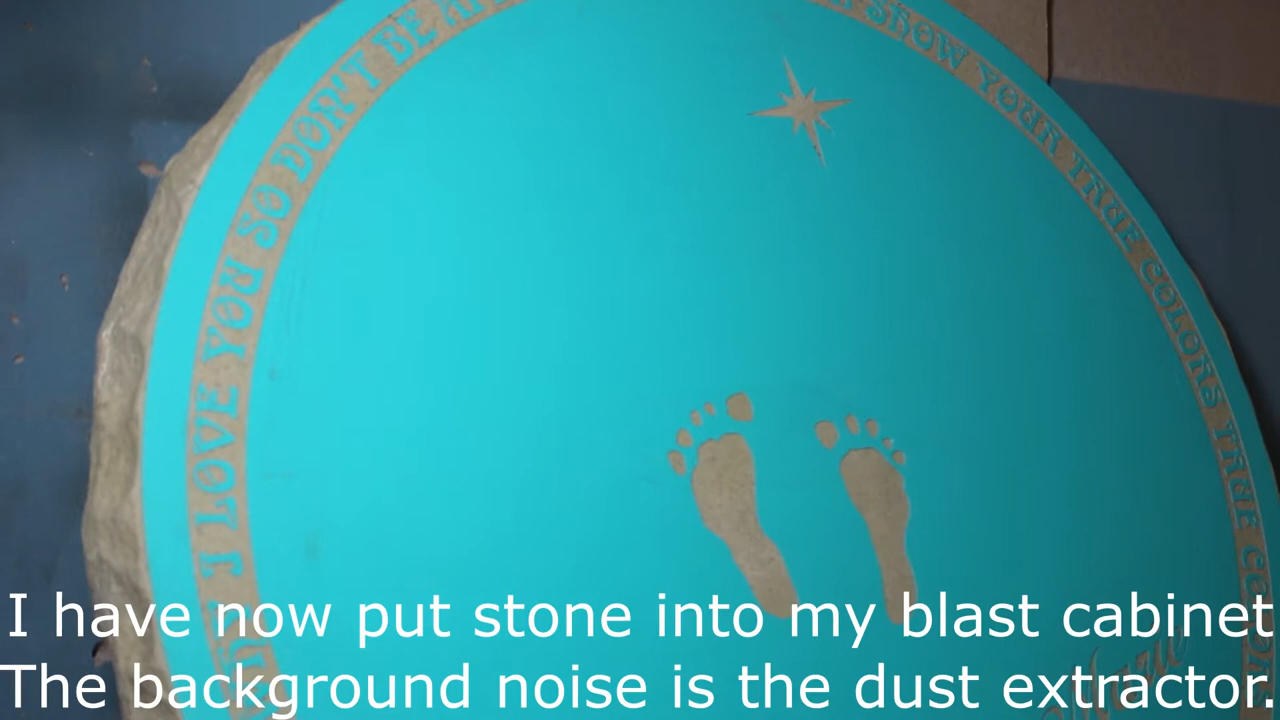 I LOVE YOU SO DON'T BE
SHOW YOUR TRUE COLORS TRUE
I have now put stone into my blast cabinet
The background noise is the dust extractor.